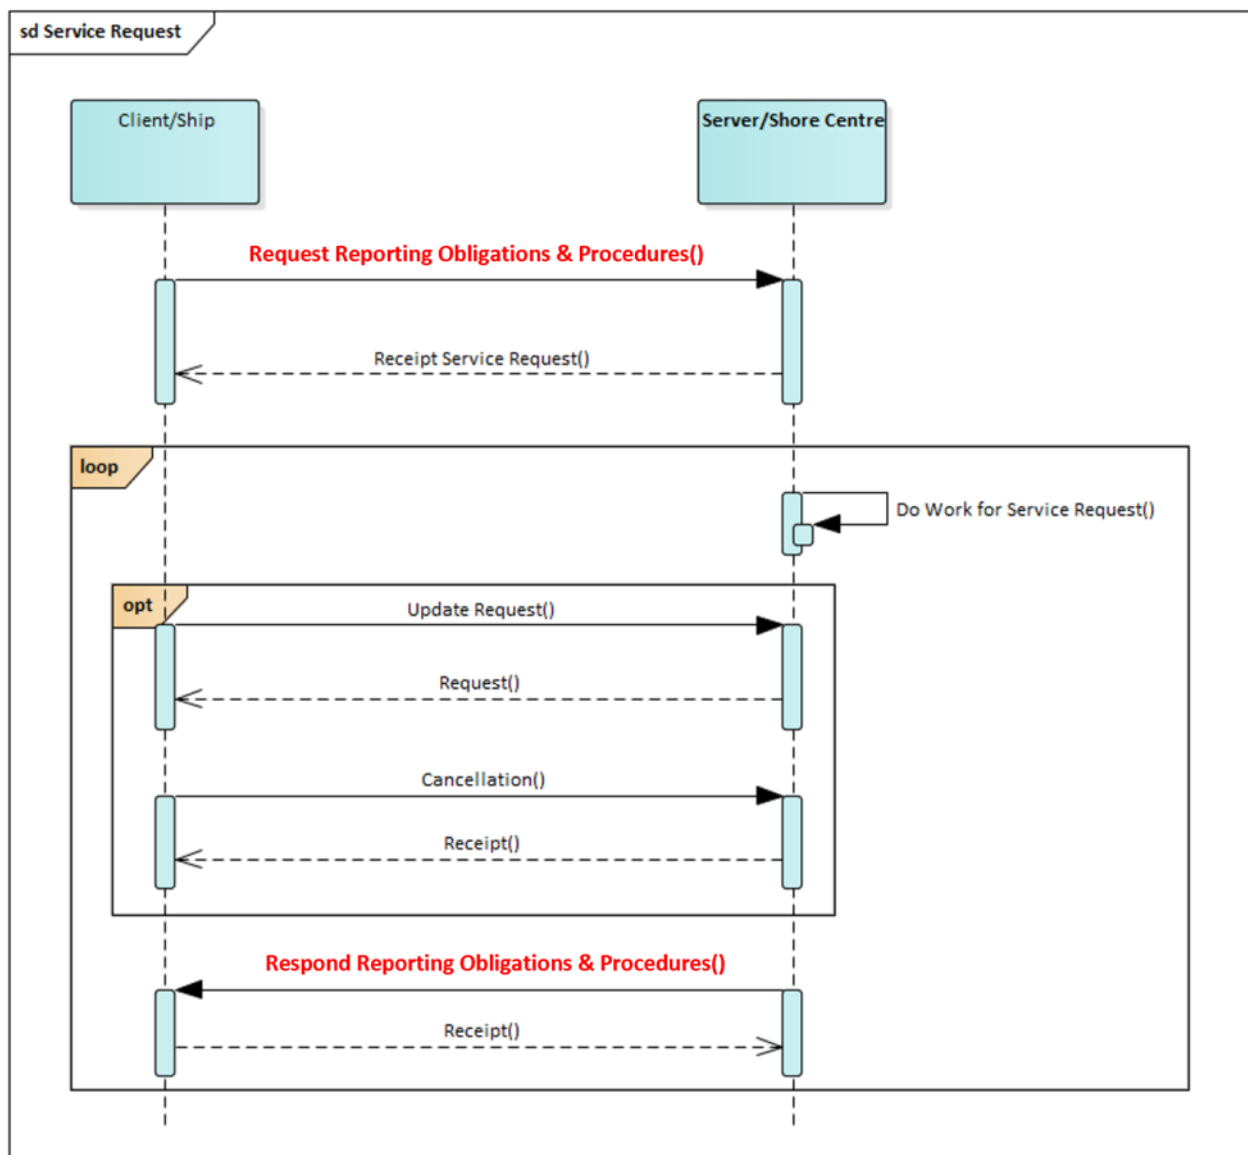 sd Service Request
Client/Ship
Server/Shore Centre
Request Reporting Obligations & Procedures()
Receipt Service Request()
loop
Do Work for Service Request()
opt
Update Request()
Request()
Cancellation()
Receipt()
Respond Reporting Obligations & Procedures()
Receipt()